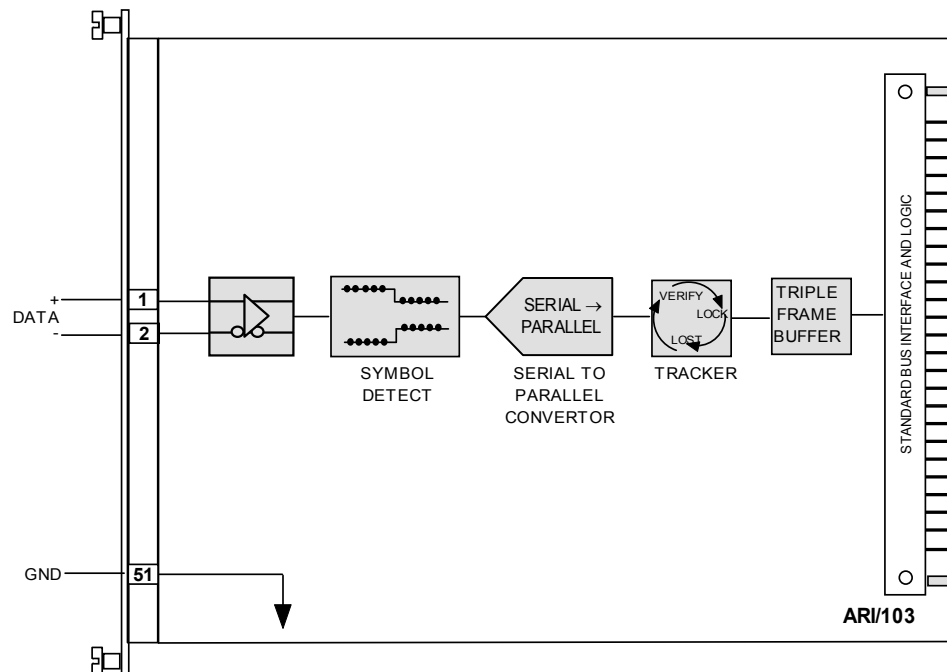 +
DATA
-
1
2
SERIAL →
PARALLEL
VERIFY
LOCK
LOST
TRIPLE
FRAME
BUFFER
SYMBOL
DETECT
SERIAL TO
PARALLEL
CONVERTOR
TRACKER
STANDARD BUS INTERFACE AND LOGIC
GND
51
ARI/103